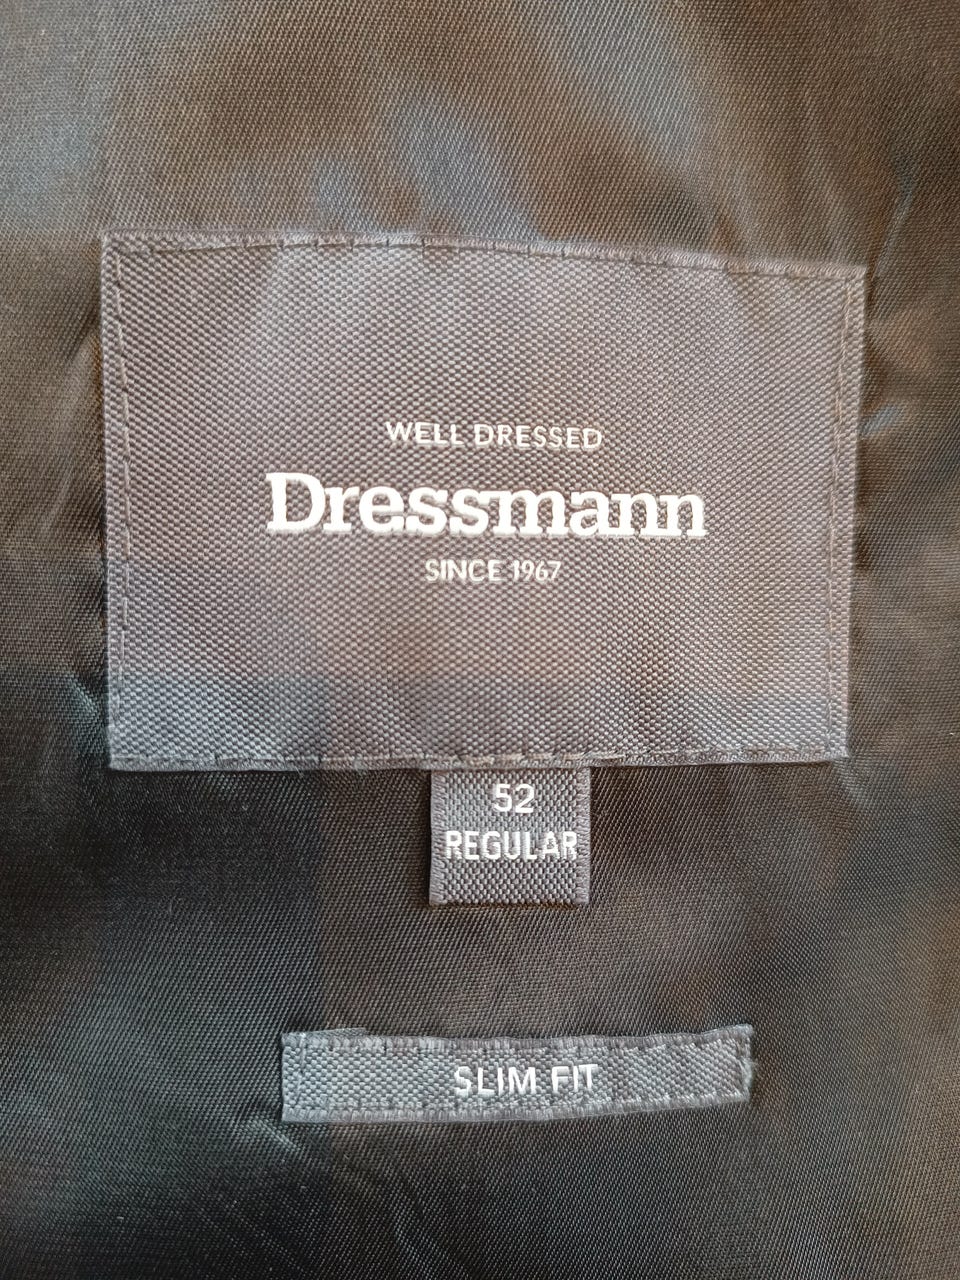 WELL DRESSED
Dressmann
SINCE 1967
52
REGULAR
SLIM FIT